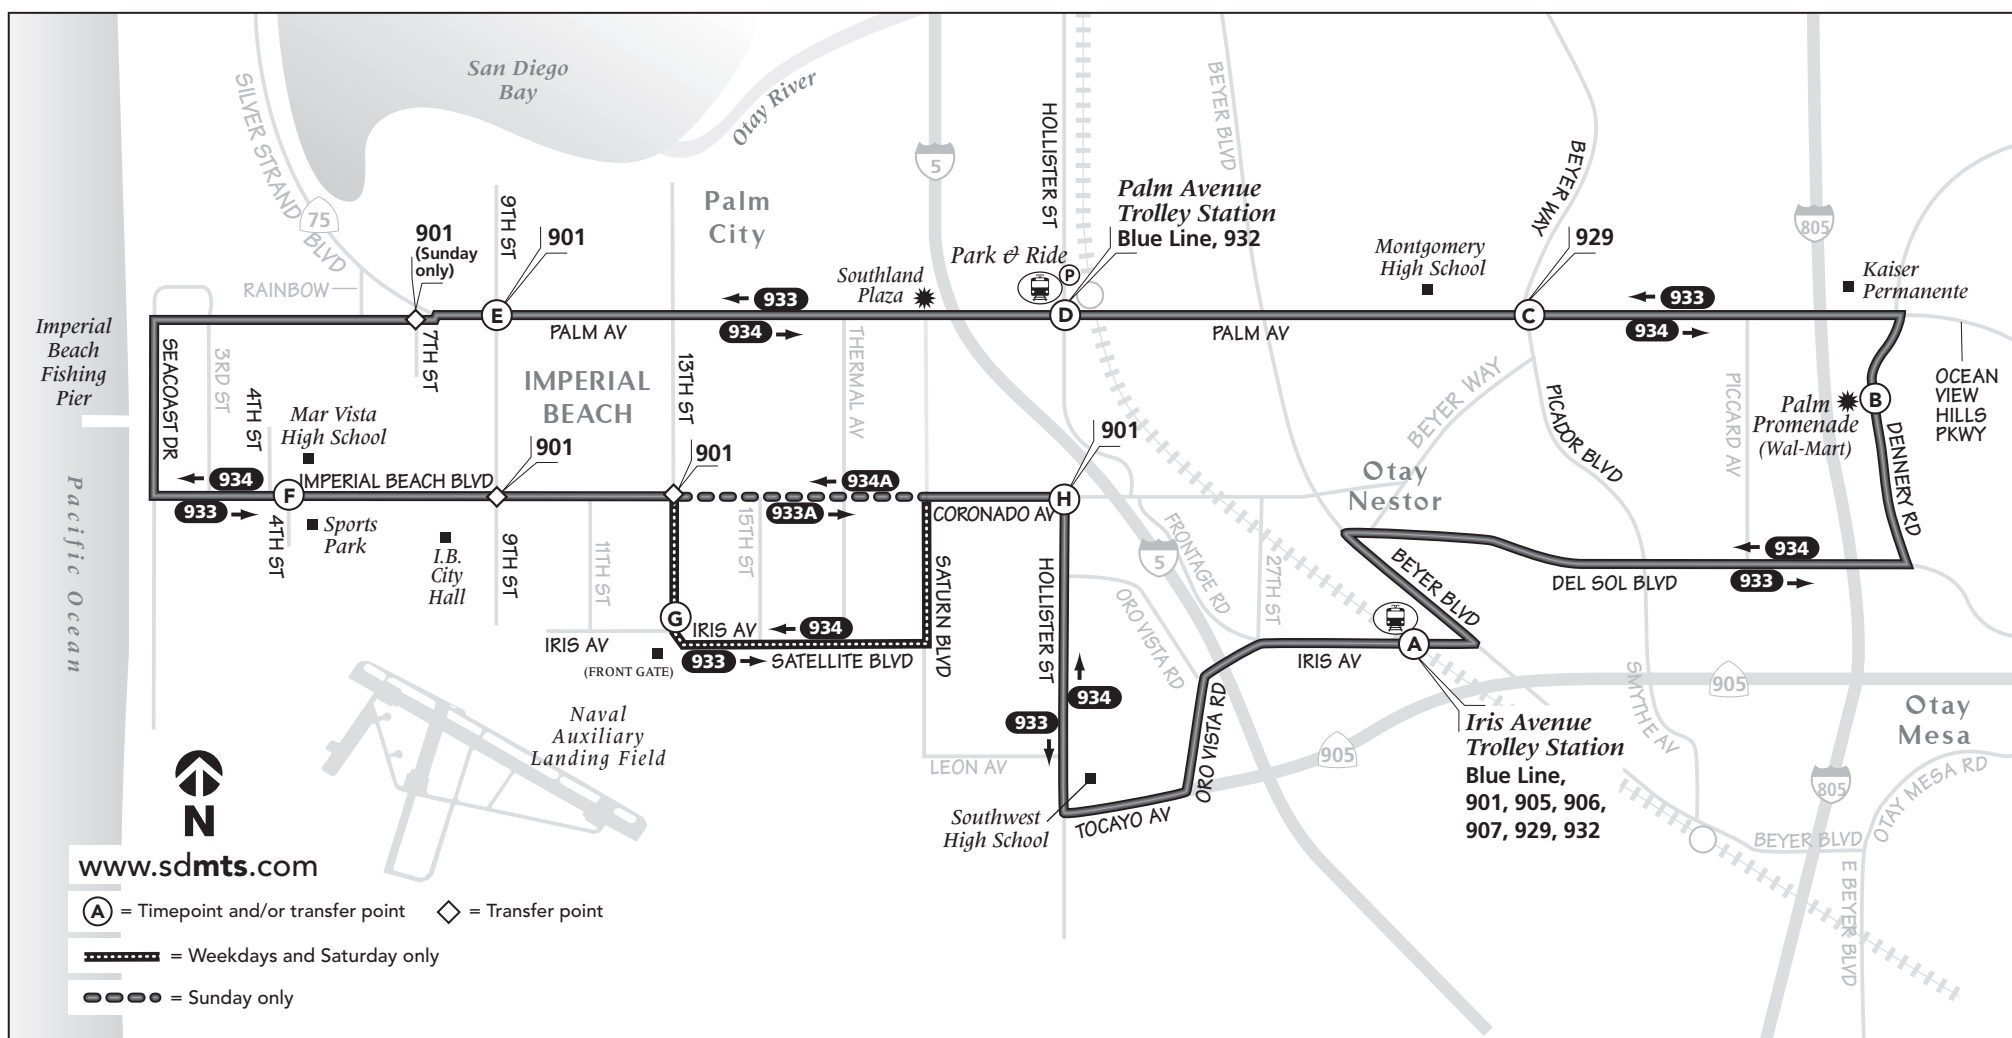 San Diego
Bay
Otay River
SILVER STRAND BLVD
75
RAINBOW
901
(Sunday
only)
9TH ST
901
Palm
City
5
HOLLISTER ST
BEYER BLVD
Palm Avenue
Trolley Station
Blue Line, 932
Park & Ride
P
Southland
Plaza
BEYER WAY
Montgomery
High School
929
805
Kaiser
Permanente
Imperial
Beach
Fishing
Pier
E
933
934
PALM AV
D
PALM AV
C
933
934
SEACOAST DR
3RD ST
4TH ST
7TH ST
Mar Vista
High School
IMPERIAL
BEACH
13TH ST
THERMAL AV
BEYER WAY
PICADOR BLVD
PICCARD AV
Palm
Promenade
(Wal-Mart)
B
DENNERY RD
OCEAN
VIEW
HILLS
PKWY
901
901
901
934
933
F
IMPERIAL BEACH BLVD
934A
933A
H
CORONADO AV
Otay
Nestor
Pacific Ocean
4TH ST
Sports
Park
I.B.
City
Hall
9TH ST
11TH ST
15TH ST
SATURN BLVD
HOLLISTER ST
FRONTAGE RD
5
27TH ST
ORO VISTA RD
BEYER BLVD
934
DEL SOL BLVD
933
G
IRIS AV
934
IRIS AV
(FRONT GATE)
933
SATELLITE BLVD
IRIS AV
A
934
933
ORO VISTA RD
SMYTHE AV
905
Otay
Mesa
Naval
Auxiliary
Landing Field
LEON AV
905
Iris Avenue
Trolley Station
Blue Line,
901, 905, 906,
907, 929, 932
Southwest
High School
TOCAYO AV
805
OTAY MESA RD
BEYER BLVD
E BEYER BLVD
N
www.sdmts.com
A = Timepoint and/or transfer point
= Transfer point
= Weekdays and Saturday only
= Sunday only